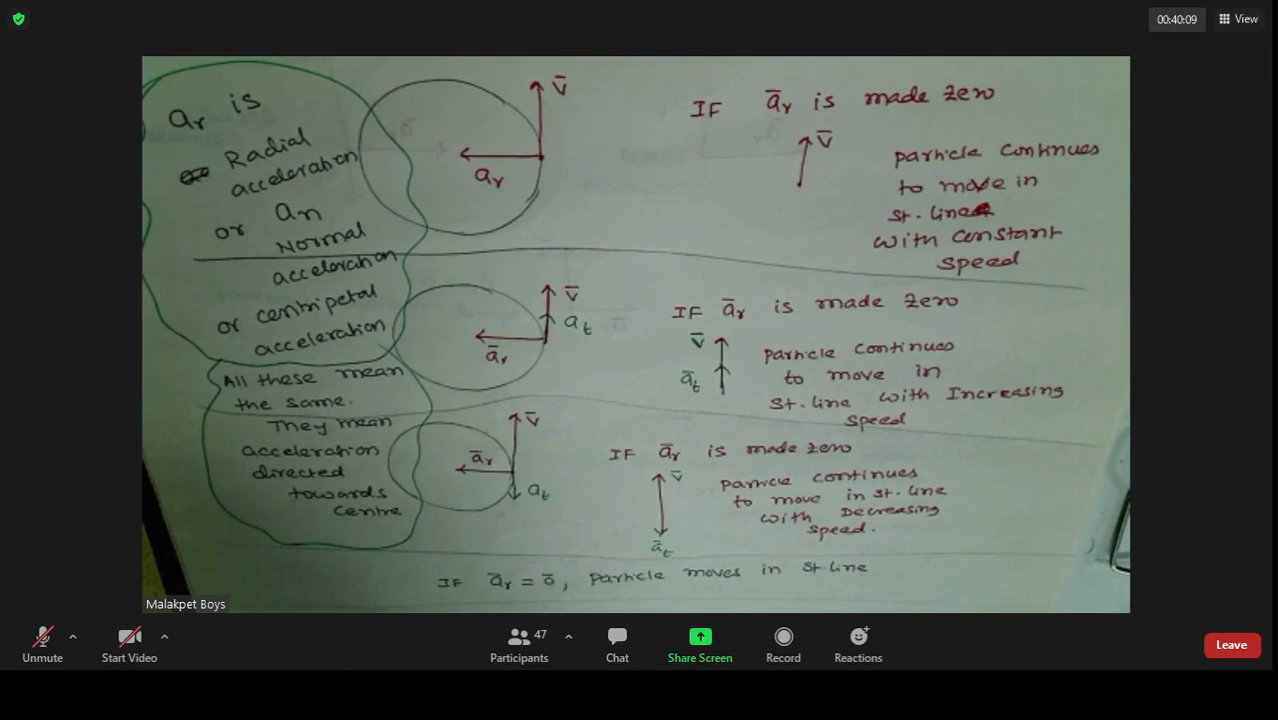 00:40:09
View
ar is
Radial
acceleration
or an
Normal
acceleration
or centripetal
acceleration
All these mean
the same.
They mean
acceleration
directed
towards
centre
v̄
ar
IF ār is made zero
v̄
particle continues
to move in
st. line
with constant
speed
v̄
at
ār
IF ār is made zero
v̄
āt
particle continues
to move in
st. line with Increasing
speed
v̄
ār
at
IF ār is made zero
v̄
āt
particle continues
to move in st. line
with Decreasing
speed.
IF ār = ō, particle moves in st. line
Malakpet Boys
Unmute
Start Video
47
Participants
Chat
Share Screen
Record
Reactions
Leave